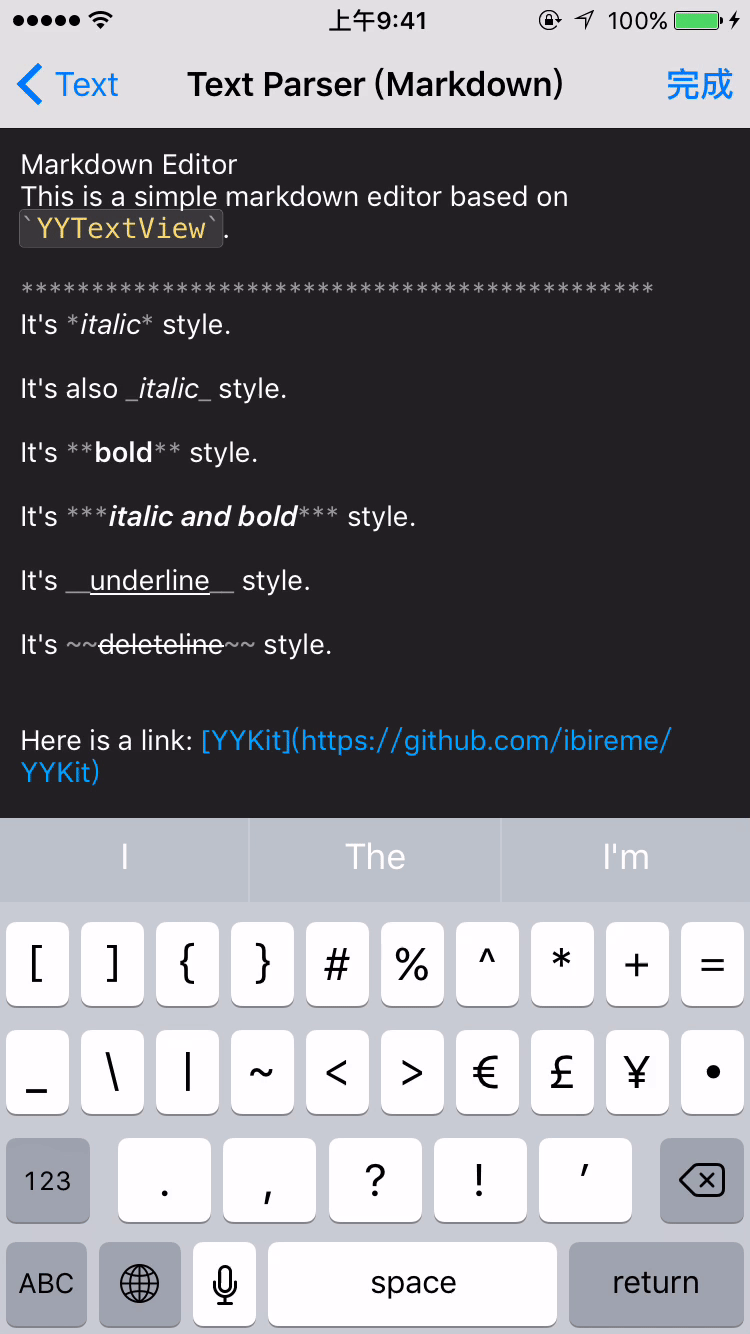 上午9:41 100%
Text Text Parser (Markdown) 完成
Markdown Editor
This is a simple markdown editor based on
`YYTextView`.
*********************************************
It's *italic* style.
It's also _italic_ style.
It's **bold** style.
It's ***italic and bold*** style.
It's __underline__ style.
It's ~~deleteline~~ style.
Here is a link: [YYKit](https://github.com/ibireme/
YYKit)
I The I'm
[ ] { } # % ^ * + =
_ \ | ~ < > € £ ¥ •
123 . , ? ! ′
ABC space return